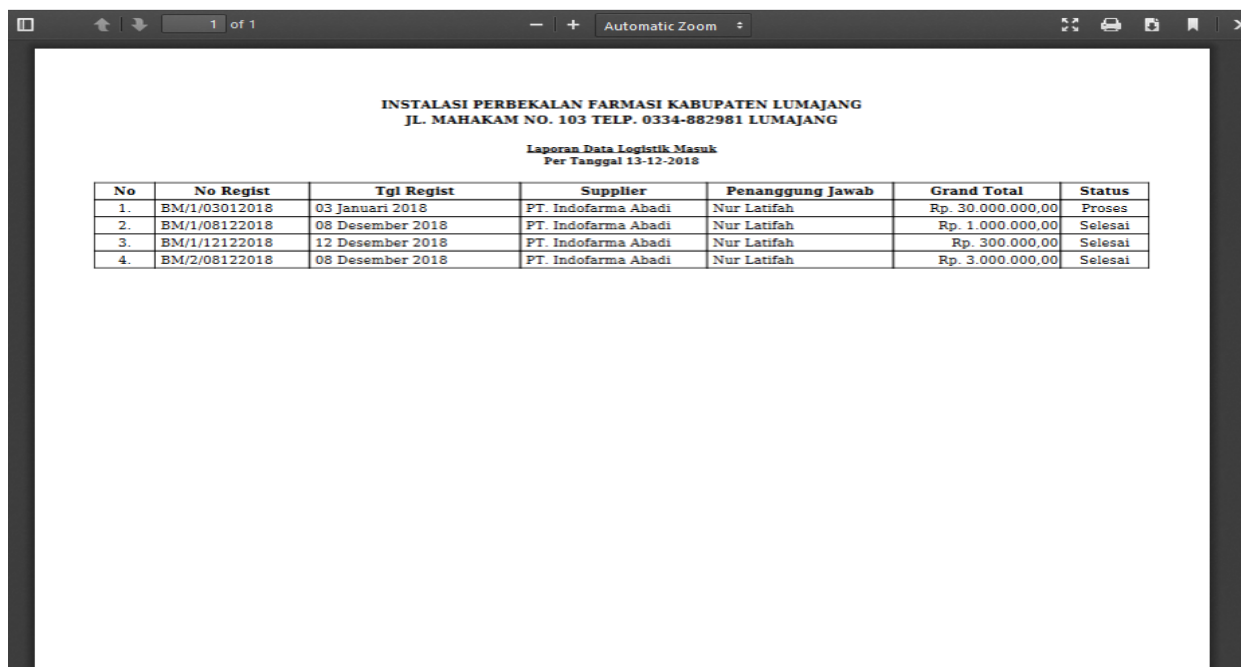 1 of 1
Automatic Zoom
INSTALASI PERBEKALAN FARMASI KABUPATEN LUMAJANG
JL. MAHAKAM NO. 103 TELP. 0334-882981 LUMAJANG
Laporan Data Logistik Masuk
Per Tanggal 13-12-2018
No No Regist Tgl Regist Supplier Penanggung Jawab Grand Total Status
1. BM/1/03012018 03 Januari 2018 PT. Indofarma Abadi Nur Latifah Rp. 30.000.000,00 Proses
2. BM/1/08122018 08 Desember 2018 PT. Indofarma Abadi Nur Latifah Rp. 1.000.000,00 Selesai
3. BM/1/12122018 12 Desember 2018 PT. Indofarma Abadi Nur Latifah Rp. 300.000,00 Selesai
4. BM/2/08122018 08 Desember 2018 PT. Indofarma Abadi Nur Latifah Rp. 3.000.000,00 Selesai